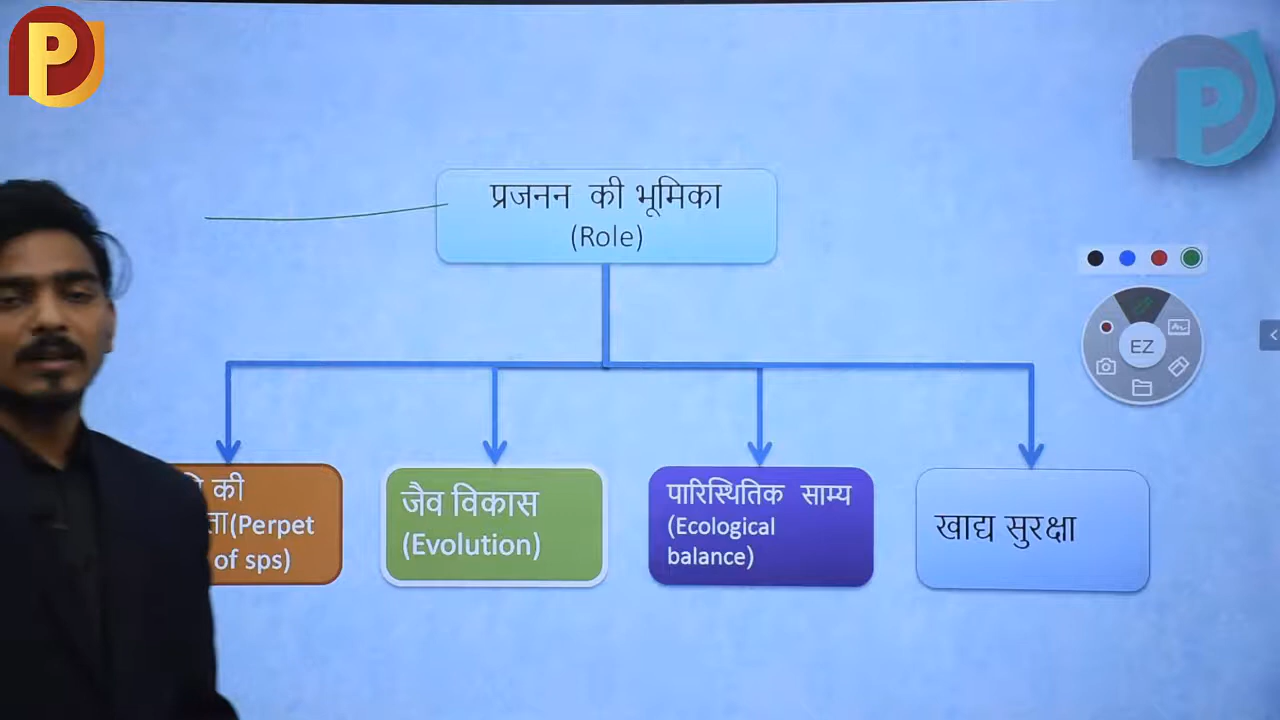 प्रजनन की भूमिका
(Role)
EZ
की
(Perpet
of sps)
जैव विकास
(Evolution)
पारिस्थितिक साम्य
(Ecological
balance)
खाद्य सुरक्षा